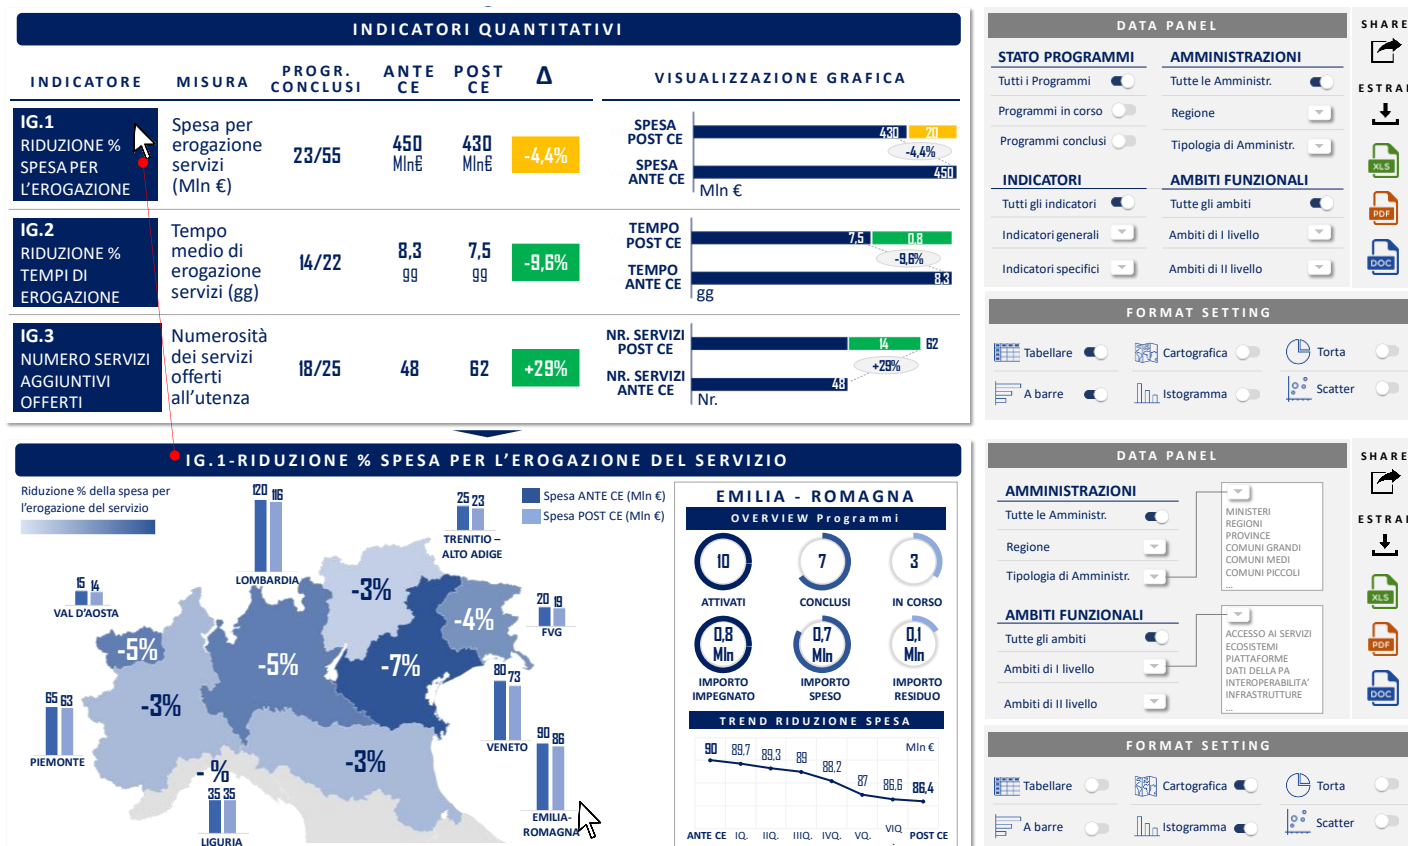 INDICATORI QUANTITATIVI
INDICATORE
MISURA
PROGR.
CONCLUSI
ANTE
CE
POST
CE
Δ
VISUALIZZAZIONE GRAFICA
IG.1
RIDUZIONE %
SPESA PER
L'EROGAZIONE
Spesa per
erogazione
servizi
(Mln €)
23/55
450
Mln€
430
Mln€
-4,4%
SPESA
POST CE
SPESA
ANTE CE
430
20
-4,4%
450
Mln €
IG.2
RIDUZIONE %
TEMPI DI
EROGAZIONE
Tempo
medio di
erogazione
servizi (gg)
14/22
8,3
gg
7,5
gg
-9,6%
TEMPO
POST CE
TEMPO
ANTE CE
7,5
0,8
-9,6%
8,3
gg
IG.3
NUMERO SERVIZI
AGGIUNTIVI
OFFERTI
Numerosità
dei servizi
offerti
all'utenza
18/25
48
62
+29%
NR. SERVIZI
POST CE
NR. SERVIZI
ANTE CE
14
62
+29%
48
Nr.
DATA PANEL
STATO PROGRAMMI
Tutti i Programmi
Programmi in corso
Programmi conclusi
AMMINISTRAZIONI
Tutte le Amministr.
Regione
Tipologia di Amministr.
INDICATORI
Tutti gli indicatori
Indicatori generali
Indicatori specifici
AMBITI FUNZIONALI
Tutte gli ambiti
Ambiti di I livello
Ambiti di II livello
SHARE
ESTRAI
XLS
PDF
DOC
FORMAT SETTING
Tabellare
Cartografica
Torta
A barre
Istogramma
Scatter
IG.1-RIDUZIONE % SPESA PER L'EROGAZIONE DEL SERVIZIO
Riduzione % della spesa per
l'erogazione del servizio
Spesa ANTE CE (Mln €)
Spesa POST CE (Mln €)
120 116
LOMBARDIA
25 23
TRENITIO –
ALTO ADIGE
15 14
VAL D'AOSTA
20 19
FVG
80 73
VENETO
65 63
PIEMONTE
90 86
EMILIA-
ROMAGNA
35 35
LIGURIA
-3%
-4%
-5%
-5%
-7%
-3%
-3%
- %
EMILIA - ROMAGNA
OVERVIEW Programmi
10
ATTIVATI
7
CONCLUSI
3
IN CORSO
0,8
Mln
IMPORTO
IMPEGNATO
0,7
Mln
IMPORTO
SPESO
0,1
Mln
IMPORTO
RESIDUO
TREND RIDUZIONE SPESA
Mln €
90
89,7
89,3
89
88,2
87
86,6
86,4
ANTE CE
IQ.
IIQ.
IIIQ.
IVQ.
VQ.
VIQ
POST CE
DATA PANEL
AMMINISTRAZIONI
Tutte le Amministr.
Regione
Tipologia di Amministr.
MINISTERI
REGIONI
PROVINCE
COMUNI GRANDI
COMUNI MEDI
COMUNI PICCOLI
...
AMBITI FUNZIONALI
Tutte gli ambiti
Ambiti di I livello
Ambiti di II livello
ACCESSO AI SERVIZI
ECOSISTEMI
PIATTAFORME
DATI DELLA PA
INTEROPERABILITA'
INFRASTRUTTURE
...
SHARE
ESTRAI
XLS
PDF
DOC
FORMAT SETTING
Tabellare
Cartografica
Torta
A barre
Istogramma
Scatter